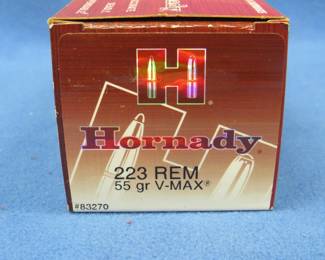 H
®
Hornady
223 REM
55 gr V-MAX®
#83270